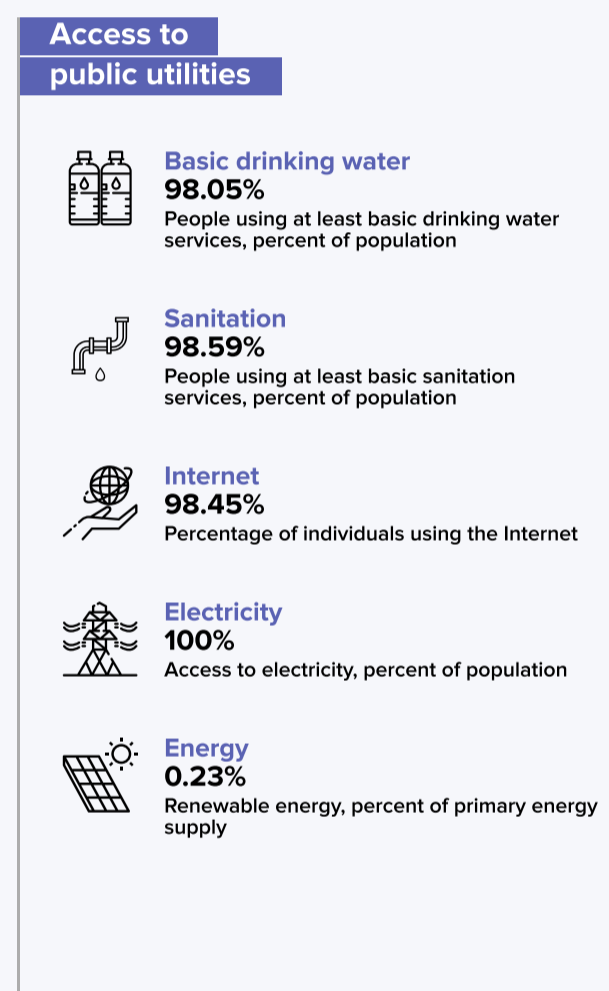 Access to
public utilities
Basic drinking water
98.05%
People using at least basic drinking water
services, percent of population
Sanitation
98.59%
People using at least basic sanitation
services, percent of population
Internet
98.45%
Percentage of individuals using the Internet
Electricity
100%
Access to electricity, percent of population
Energy
0.23%
Renewable energy, percent of primary energy
supply